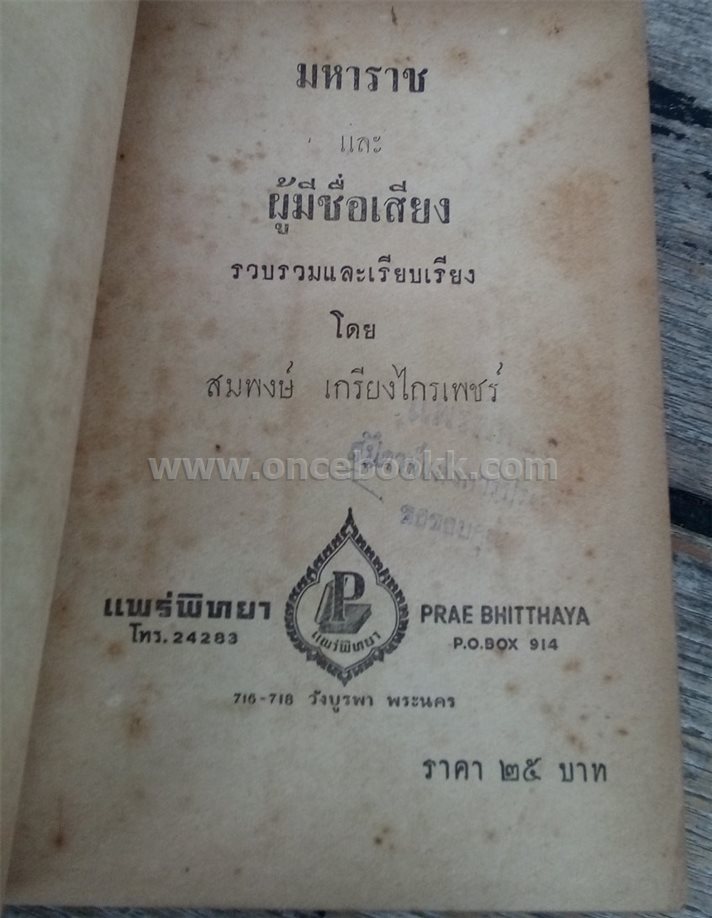 มหาราช
และ
ผู้มีชื่อเสียง
รวบรวมและเรียบเรียง
โดย
สมพงษ์ เกรียงไกรเพชร์
www.oncebookk.com
P
แพร่พิทยา
แพร่พิทยา
โทร. 24283
PRAE BHITTHAYA
P.O.BOX 914
716-718 วังบูรพา พระนคร
ราคา ๒๕ บาท